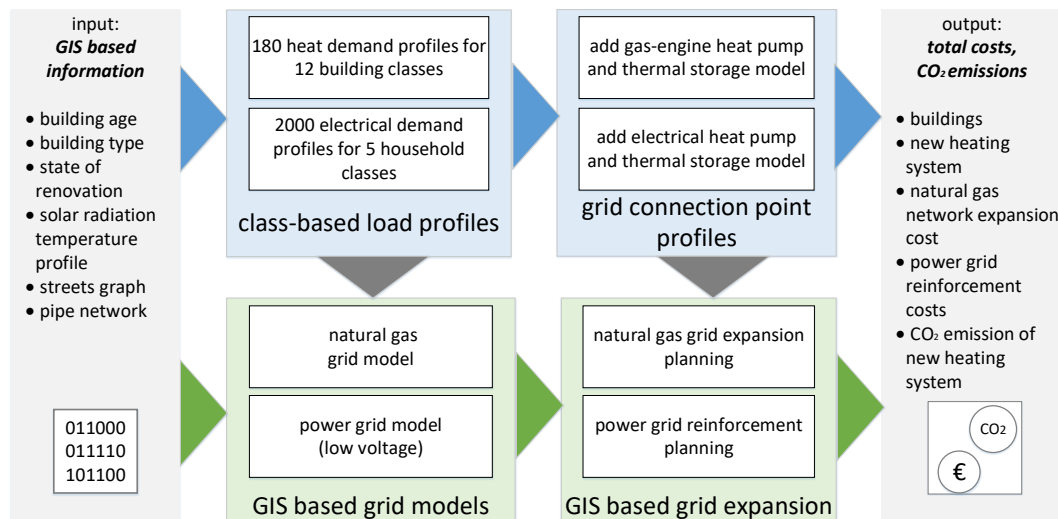 input:
GIS based
information
• building age
• building type
• state of
renovation
• solar radiation
temperature
profile
• streets graph
• pipe network
011000
011110
101100
180 heat demand profiles for
12 building classes
2000 electrical demand
profiles for 5 household
classes
class-based load profiles
add gas-engine heat pump
and thermal storage model
add electrical heat pump
and thermal storage model
grid connection point
profiles
natural gas
grid model
power grid model
(low voltage)
GIS based grid models
natural gas grid expansion
planning
power grid reinforcement
planning
GIS based grid expansion
output:
total costs,
CO₂ emissions
• buildings
• new heating
system
• natural gas
network expansion
cost
• power grid
reinforcement
costs
• CO₂ emission of
new heating
system
CO₂
€